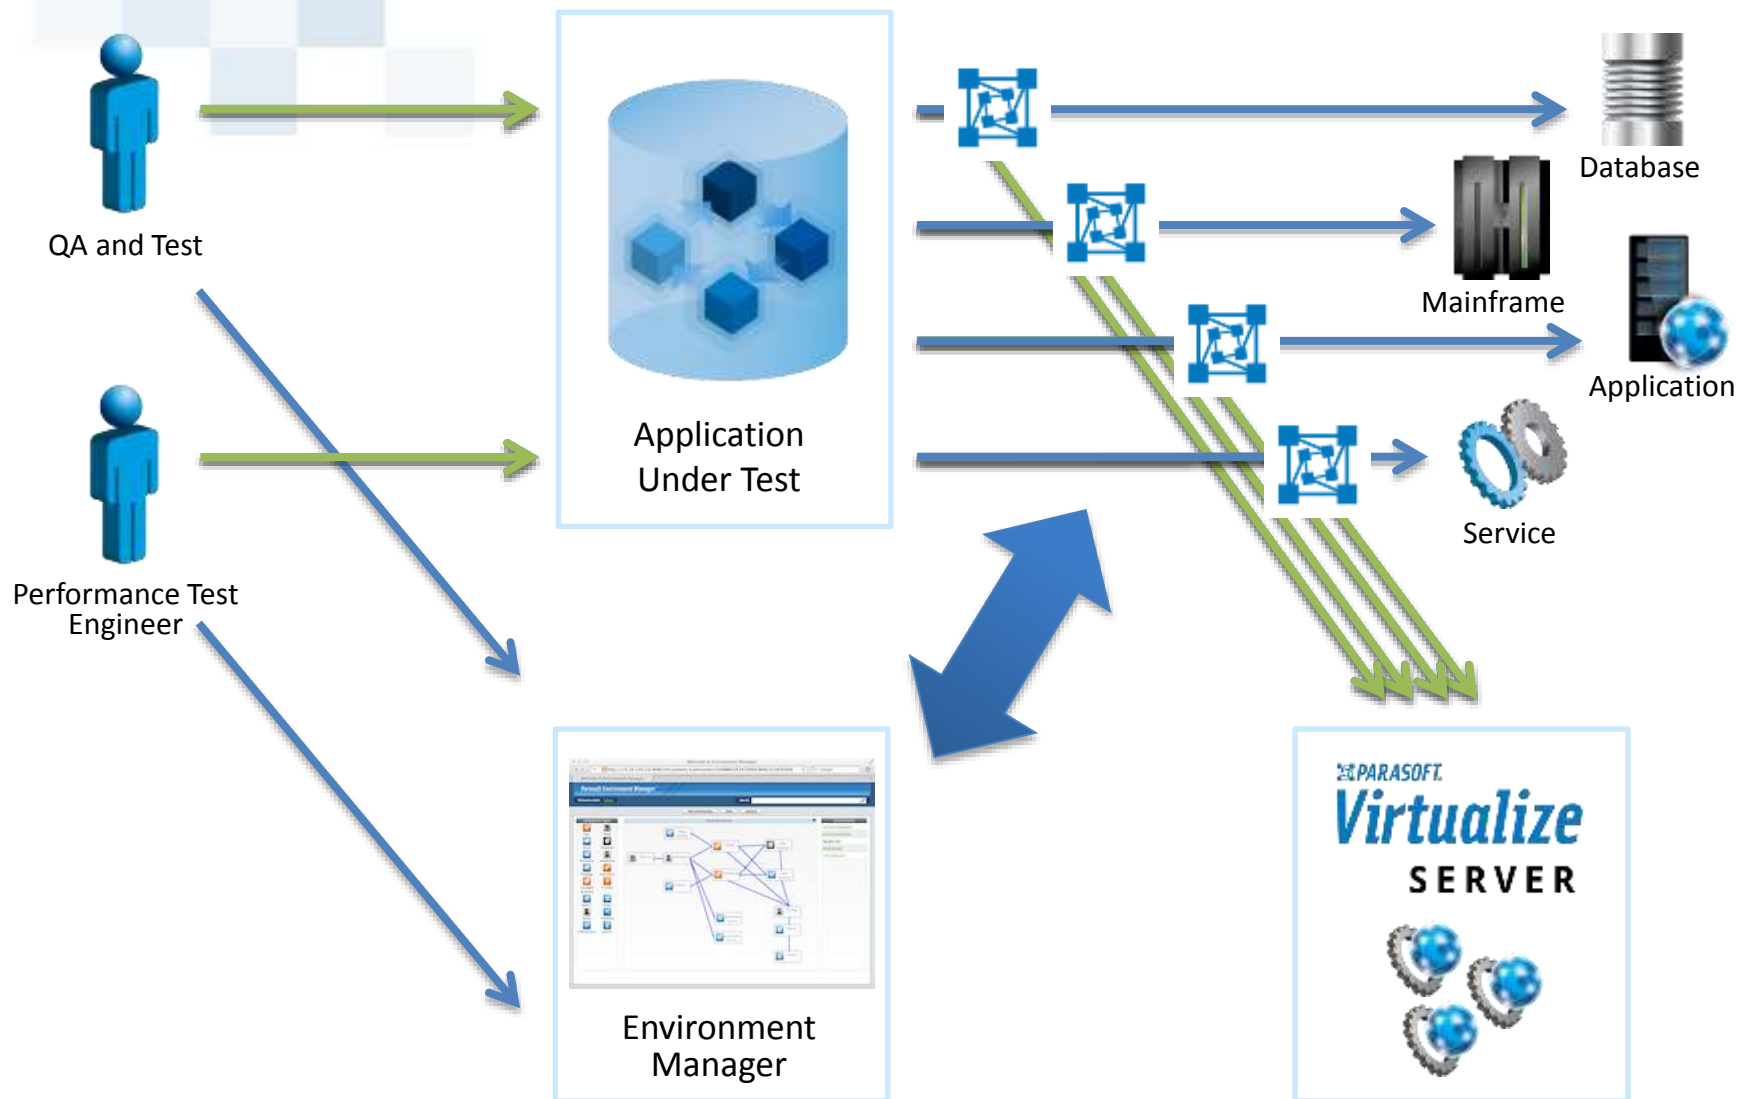 QA and Test
Performance Test
Engineer
Application
Under Test
Database
Mainframe
Application
Service
Environment
Manager
PARASOFT.
Virtualize
SERVER